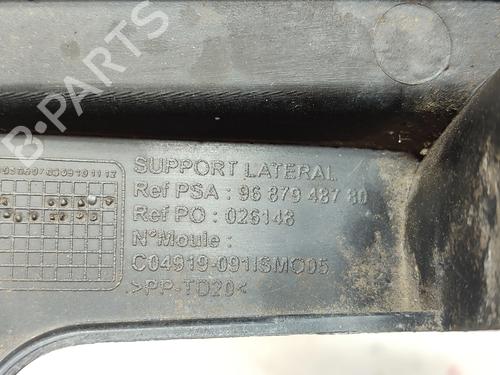 B-PARTS
SUPPORT LATERAL
Ref PSA : 96 879 487 80
Ref PO : 026148
N°Moule :
C04919-091ISMO05
>PP-TD20<